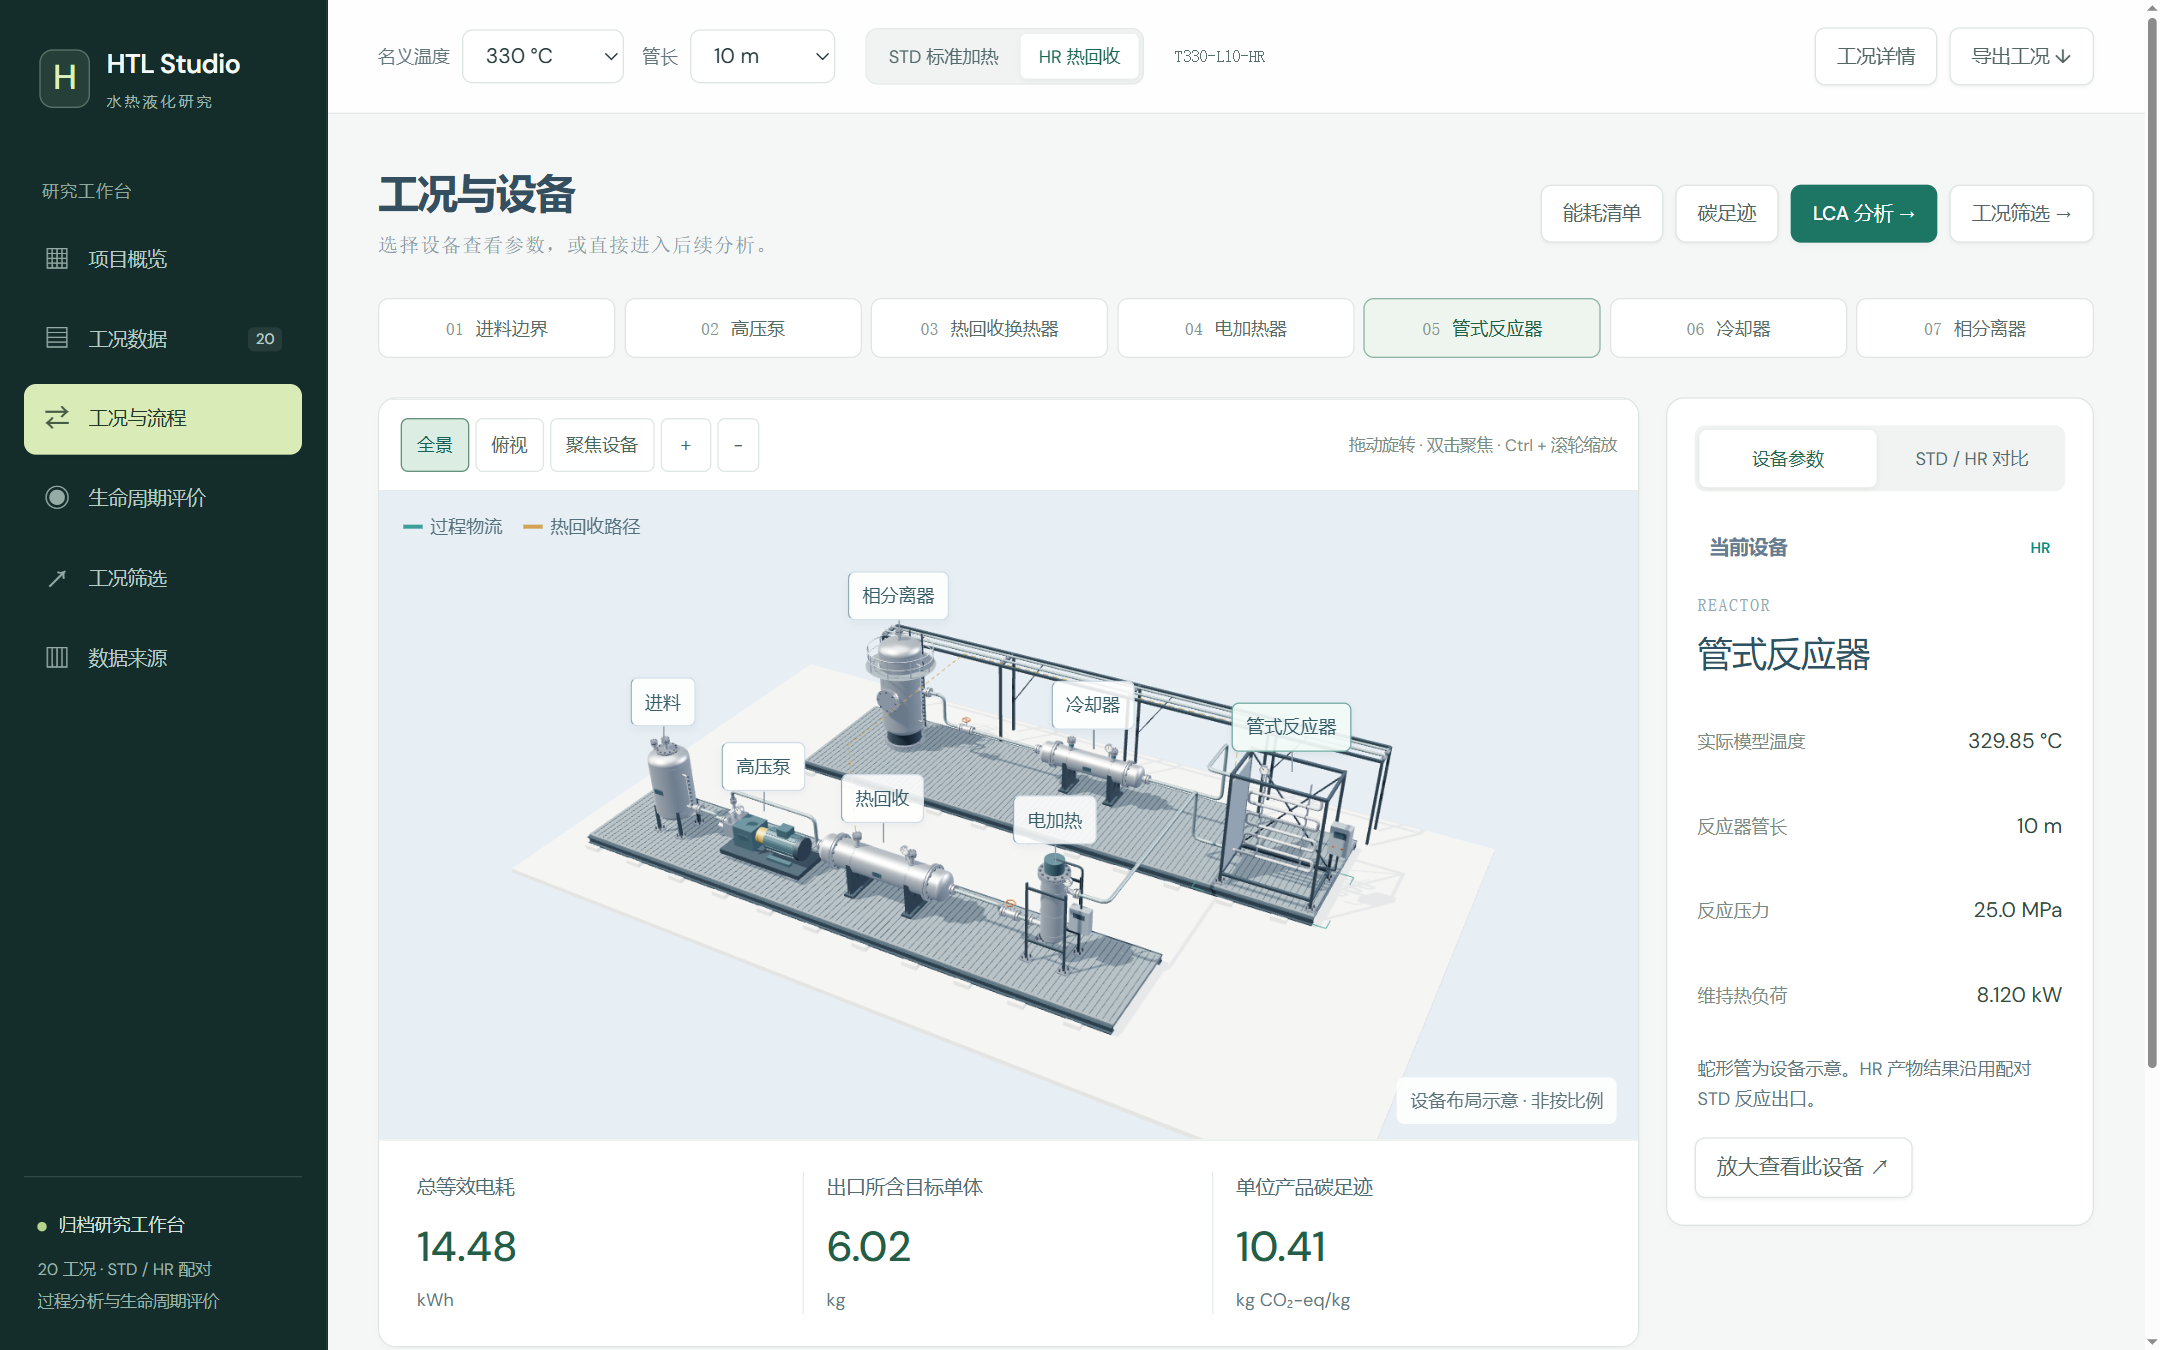 H
HTL Studio
水热液化研究
研究工作台
项目概览
工况数据 20
工况与流程
生命周期评价
工况筛选
数据来源
归档研究工作台
20 工况 · STD / HR 配对
过程分析与生命周期评价
名义温度 330 °C 管长 10 m STD 标准加热 HR 热回收 T330-L10-HR 工况详情 导出工况 ↓
工况与设备
选择设备查看参数，或直接进入后续分析。
能耗清单 碳足迹 LCA 分析 → 工况筛选 →
01 进料边界 02 高压泵 03 热回收换热器 04 电加热器 05 管式反应器 06 冷却器 07 相分离器
全景 俯视 聚焦设备 + - 拖动旋转 · 双击聚焦 · Ctrl + 滚轮缩放
过程物流 热回收路径
相分离器
进料
冷却器
管式反应器
高压泵
热回收
电加热
设备布局示意 · 非按比例
总等效电耗
14.48
kWh
出口所含目标单体
6.02
kg
单位产品碳足迹
10.41
kg CO₂-eq/kg
设备参数 STD / HR 对比
当前设备 HR
REACTOR
管式反应器
实际模型温度 329.85 °C
反应器管长 10 m
反应压力 25.0 MPa
维持热负荷 8.120 kW
蛇形管为设备示意。HR 产物结果沿用配对
STD 反应出口。
放大查看此设备 ↗